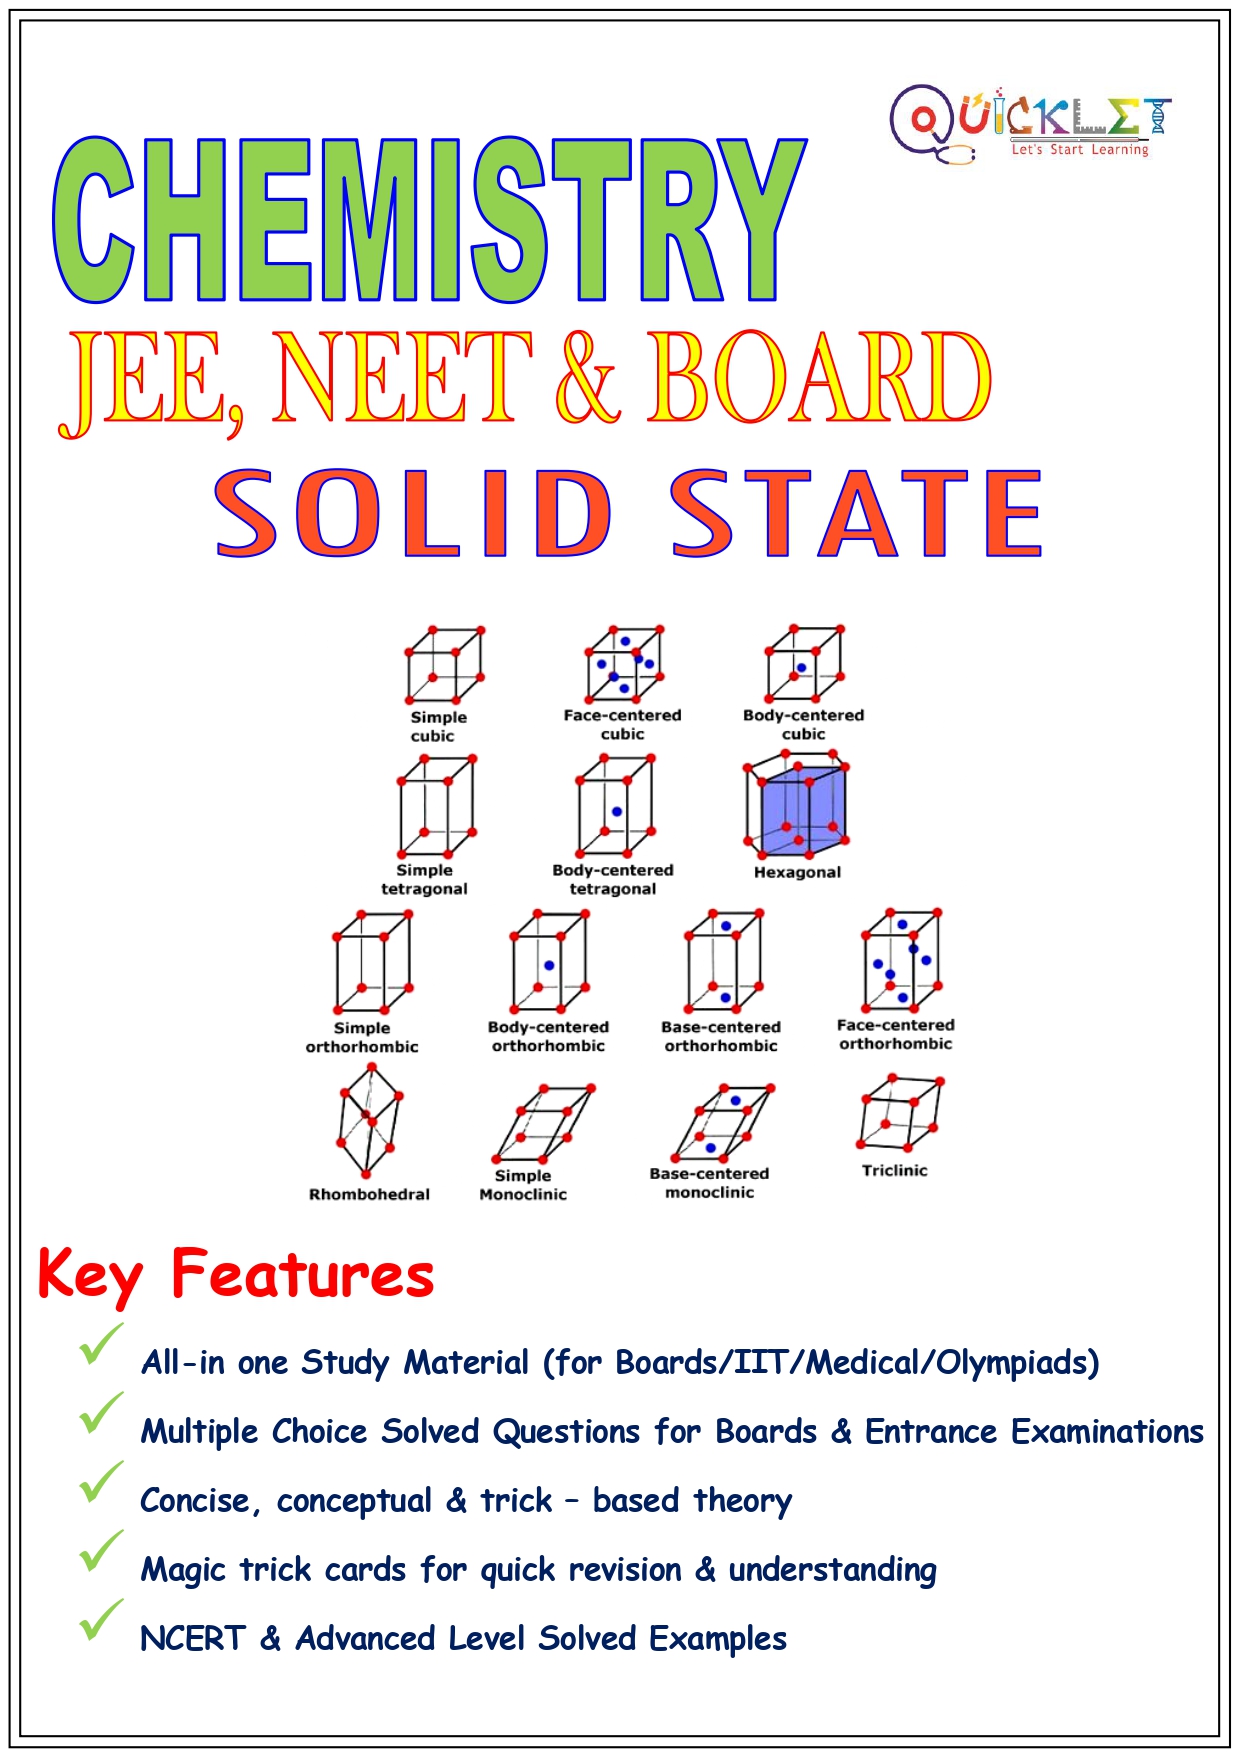 QUICKLET
Let's Start Learning
CHEMISTRY
JEE, NEET & BOARD
SOLID STATE
Simple
cubic
Face-centered
cubic
Body-centered
cubic
Simple
tetragonal
Body-centered
tetragonal
Hexagonal
Simple
orthorhombic
Body-centered
orthorhombic
Base-centered
orthorhombic
Face-centered
orthorhombic
Rhombohedral
Simple
Monoclinic
Base-centered
monoclinic
Triclinic
Key Features
All-in one Study Material (for Boards/IIT/Medical/Olympiads)
Multiple Choice Solved Questions for Boards & Entrance Examinations
Concise, conceptual & trick – based theory
Magic trick cards for quick revision & understanding
NCERT & Advanced Level Solved Examples